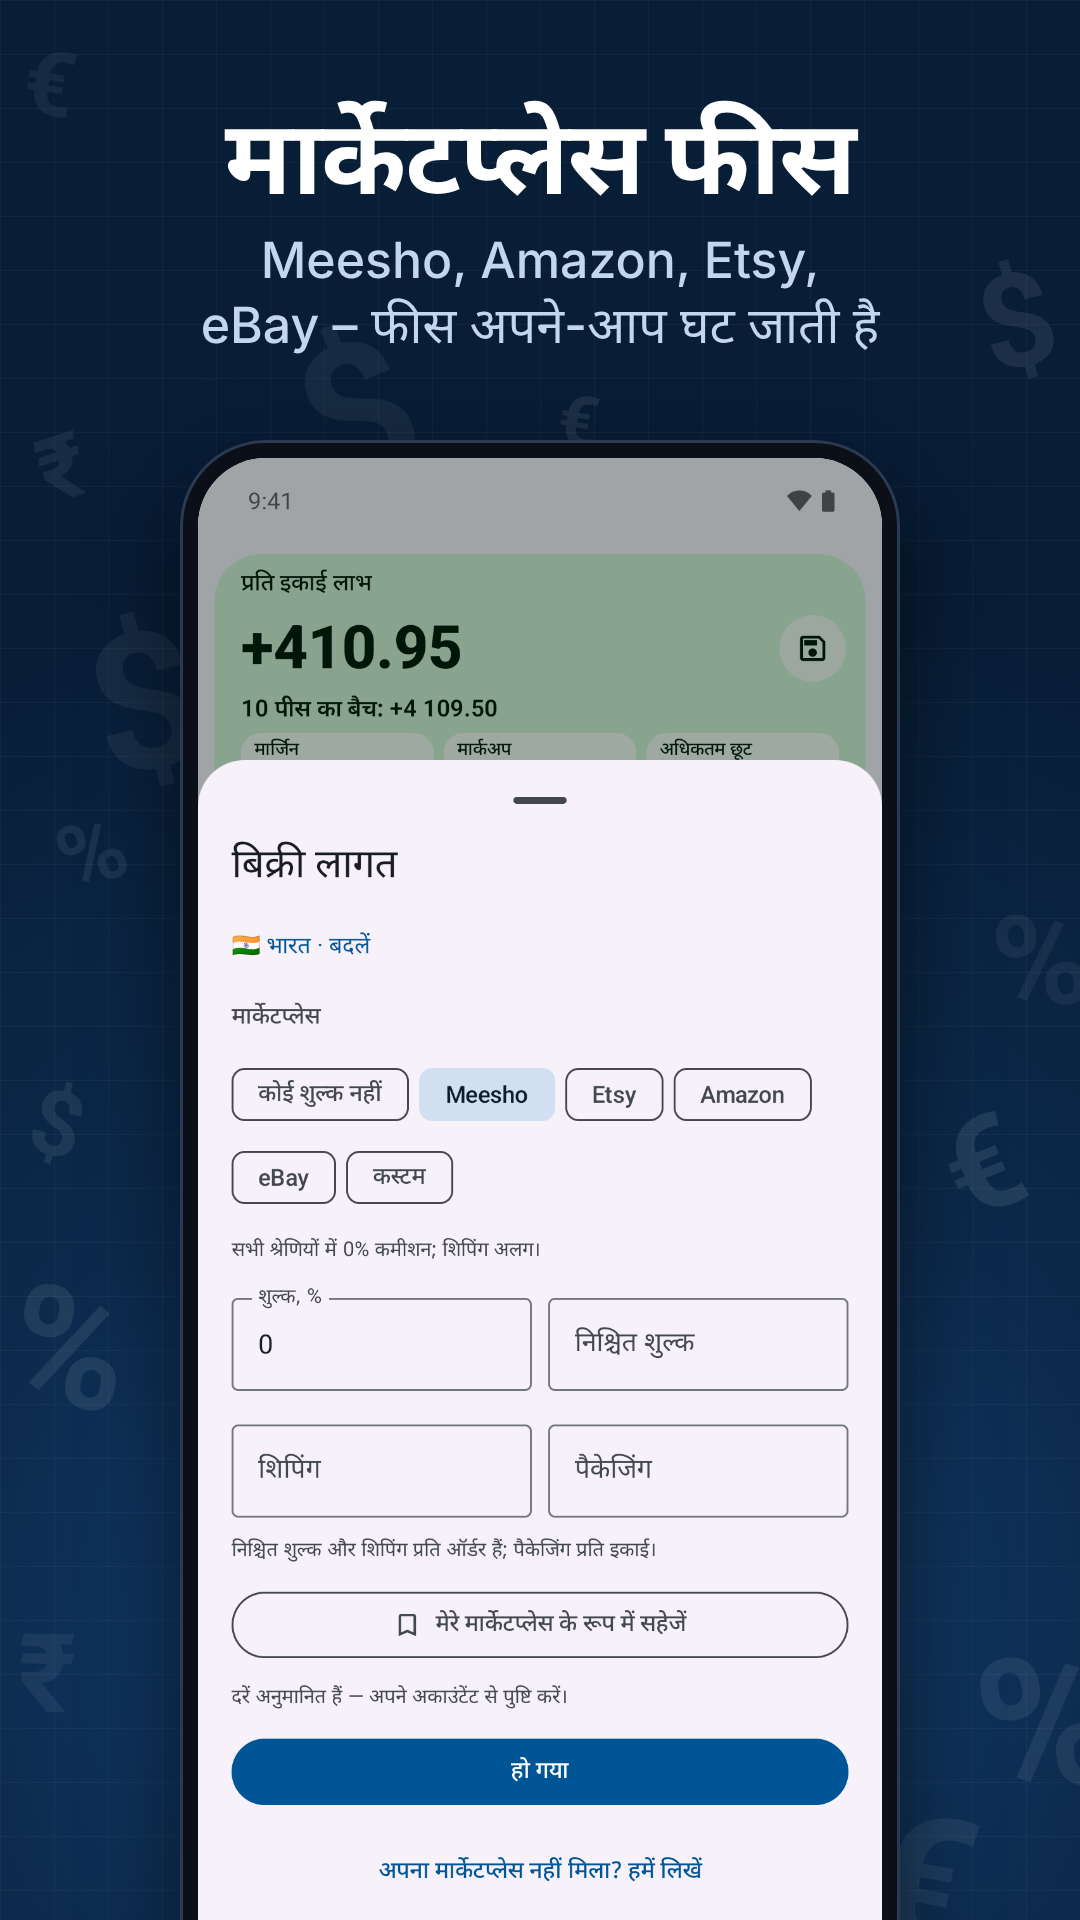 मार्केटप्लेस फीस
Meesho, Amazon, Etsy,
eBay – फीस अपने-आप घट जाती है
9:41
प्रति इकाई लाभ
+410.95
10 पीस का बैच: +4 109.50
मार्जिन मार्कअप अधिकतम छूट
बिक्री लागत
🇮🇳 भारत · बदलें
मार्केटप्लेस
कोई शुल्क नहीं Meesho Etsy Amazon
eBay कस्टम
सभी श्रेणियों में 0% कमीशन; शिपिंग अलग।
शुल्क, %
0 निश्चित शुल्क
शिपिंग पैकेजिंग
निश्चित शुल्क और शिपिंग प्रति ऑर्डर हैं; पैकेजिंग प्रति इकाई।
मेरे मार्केटप्लेस के रूप में सहेजें
दरें अनुमानित हैं — अपने अकाउंटेंट से पुष्टि करें।
हो गया
अपना मार्केटप्लेस नहीं मिला? हमें लिखें